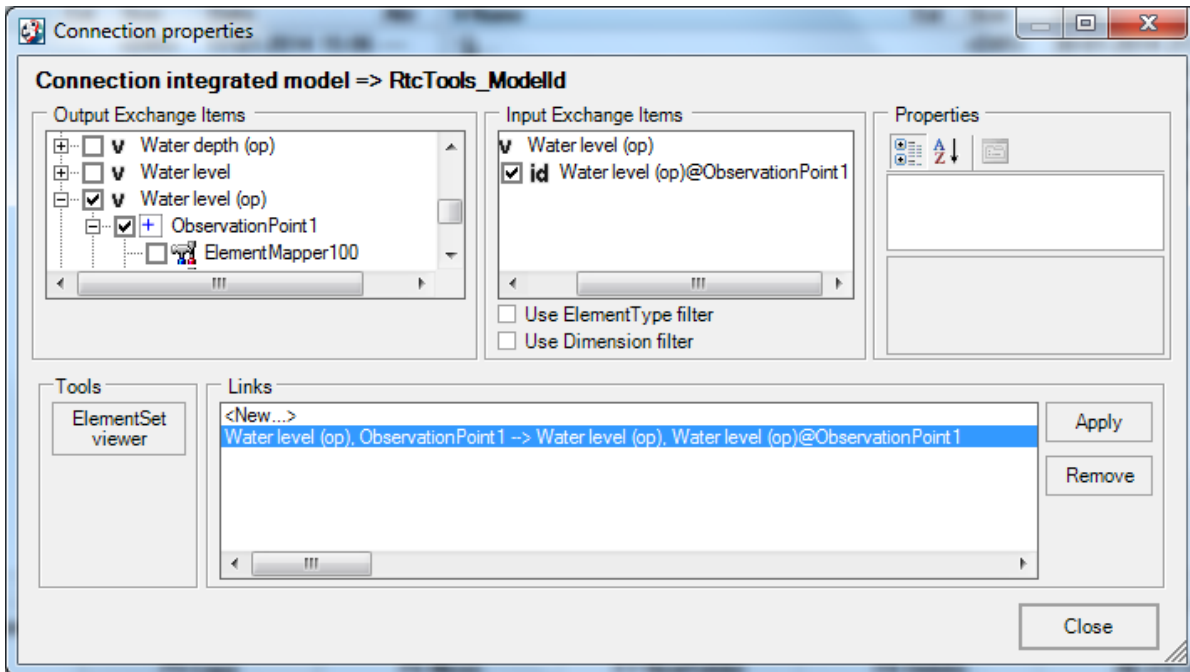 Connection properties
Connection integrated model => RtcTools_ModelId
Output Exchange Items
v Water depth (op)
v Water level
v Water level (op)
ObservationPoint1
ElementMapper100
Input Exchange Items
v Water level (op)
id Water level (op)@ObservationPoint1
Use ElementType filter
Use Dimension filter
Properties
A
Z
Tools
ElementSet
viewer
Links
<New...>
Water level (op), ObservationPoint1 --> Water level (op), Water level (op)@ObservationPoint1
Apply
Remove
Close